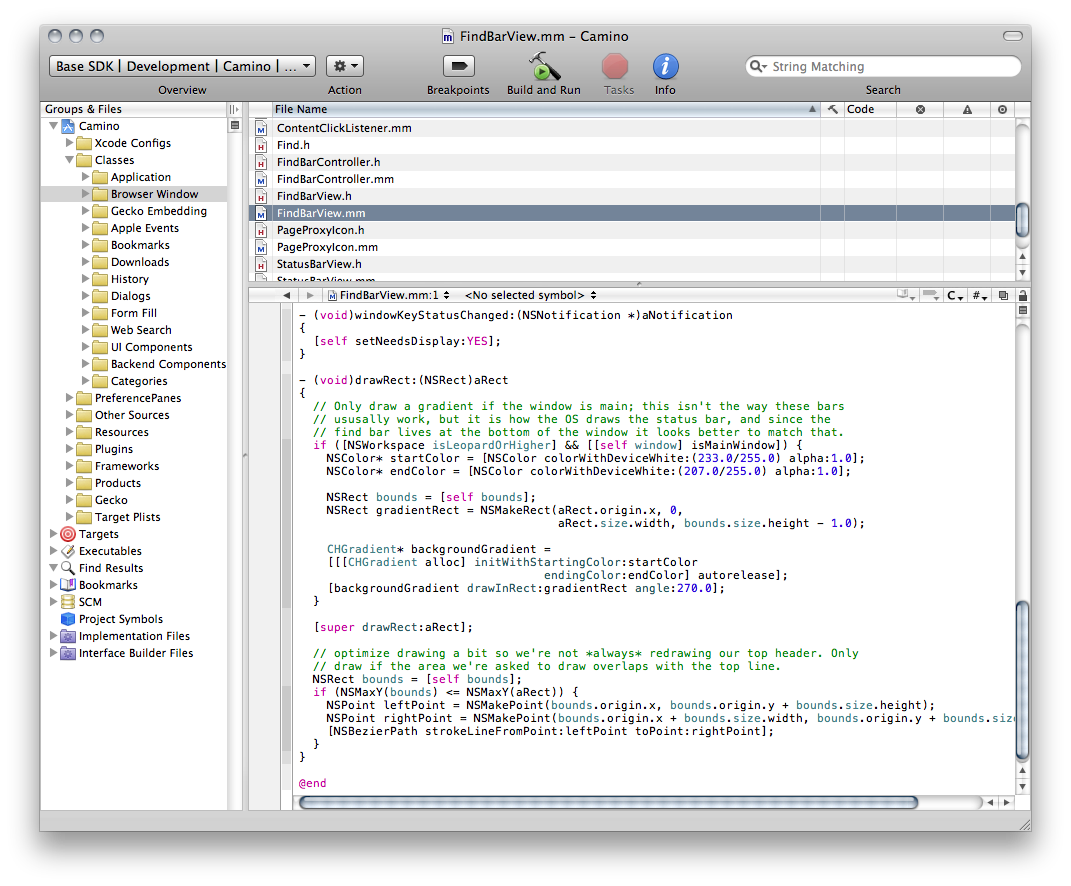 FindBarView.mm – Camino
Base SDK | Development | Camino | ...
String Matching
Overview
Action
Breakpoints
Build and Run
Tasks
Info
Search
Groups & Files
Camino
Xcode Configs
Classes
Application
Browser Window
Gecko Embedding
Apple Events
Bookmarks
Downloads
History
Dialogs
Form Fill
Web Search
UI Components
Backend Components
Categories
PreferencePanes
Other Sources
Resources
Plugins
Frameworks
Products
Gecko
Target Plists
Targets
Executables
Find Results
Bookmarks
SCM
Project Symbols
Implementation Files
Interface Builder Files
File Name
Code
ContentClickListener.mm
Find.h
FindBarController.h
FindBarController.mm
FindBarView.h
FindBarView.mm
PageProxyIcon.h
PageProxyIcon.mm
StatusBarView.h
StatusBarView.mm
FindBarView.mm:1 <No selected symbol> C #
- (void)windowKeyStatusChanged:(NSNotification *)aNotification
{
[self setNeedsDisplay:YES];
}
- (void)drawRect:(NSRect)aRect
{
// Only draw a gradient if the window is main; this isn't the way these bars
// ususally work, but it is how the OS draws the status bar, and since the
// find bar lives at the bottom of the window it looks better to match that.
if ([NSWorkspace isLeopardOrHigher] && [[self window] isMainWindow]) {
NSColor* startColor = [NSColor colorWithDeviceWhite:(233.0/255.0) alpha:1.0];
NSColor* endColor = [NSColor colorWithDeviceWhite:(207.0/255.0) alpha:1.0];
NSRect bounds = [self bounds];
NSRect gradientRect = NSMakeRect(aRect.origin.x, 0,
aRect.size.width, bounds.size.height - 1.0);
CHGradient* backgroundGradient =
[[[CHGradient alloc] initWithStartingColor:startColor
endingColor:endColor] autorelease];
[backgroundGradient drawInRect:gradientRect angle:270.0];
}
[super drawRect:aRect];
// optimize drawing a bit so we're not *always* redrawing our top header. Only
// draw if the area we're asked to draw overlaps with the top line.
NSRect bounds = [self bounds];
if (NSMaxY(bounds) <= NSMaxY(aRect)) {
NSPoint leftPoint = NSMakePoint(bounds.origin.x, bounds.origin.y + bounds.size.height);
NSPoint rightPoint = NSMakePoint(bounds.origin.x + bounds.size.width, bounds.origin.y + bounds.siz
[NSBezierPath strokeLineFromPoint:leftPoint toPoint:rightPoint];
}
}
@end